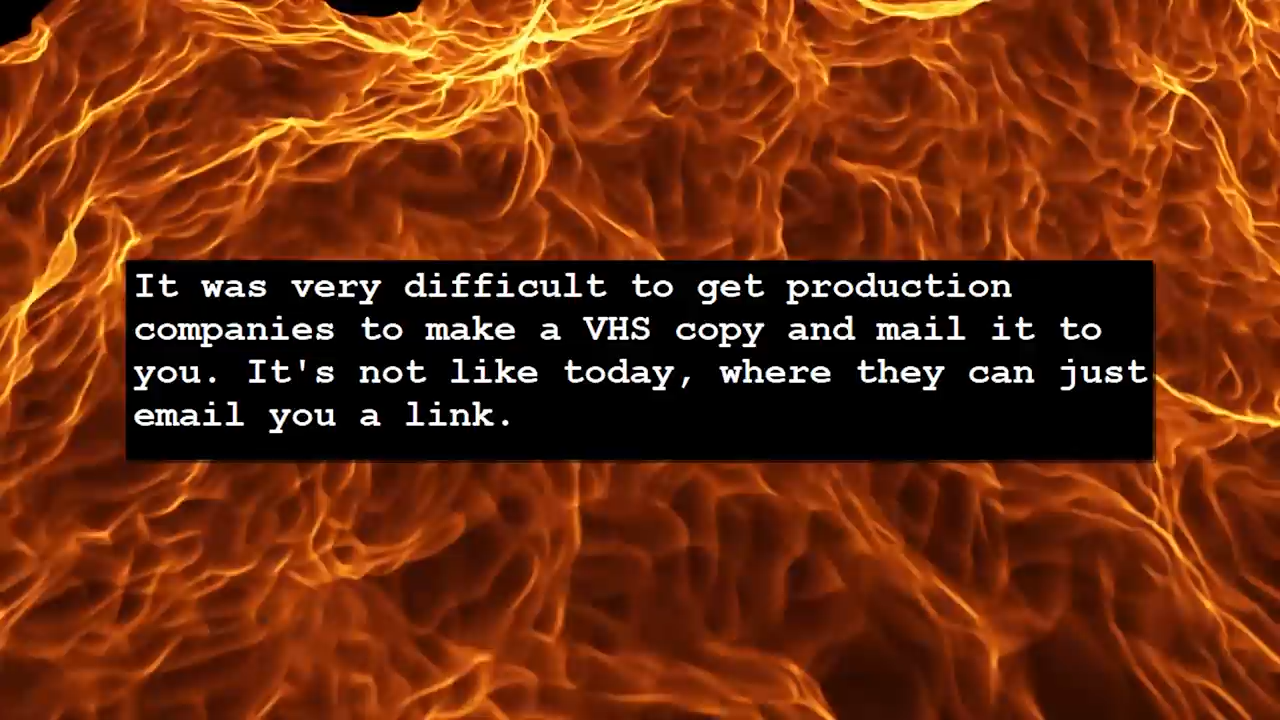 It was very difficult to get production
companies to make a VHS copy and mail it to
you. It's not like today, where they can just
email you a link.